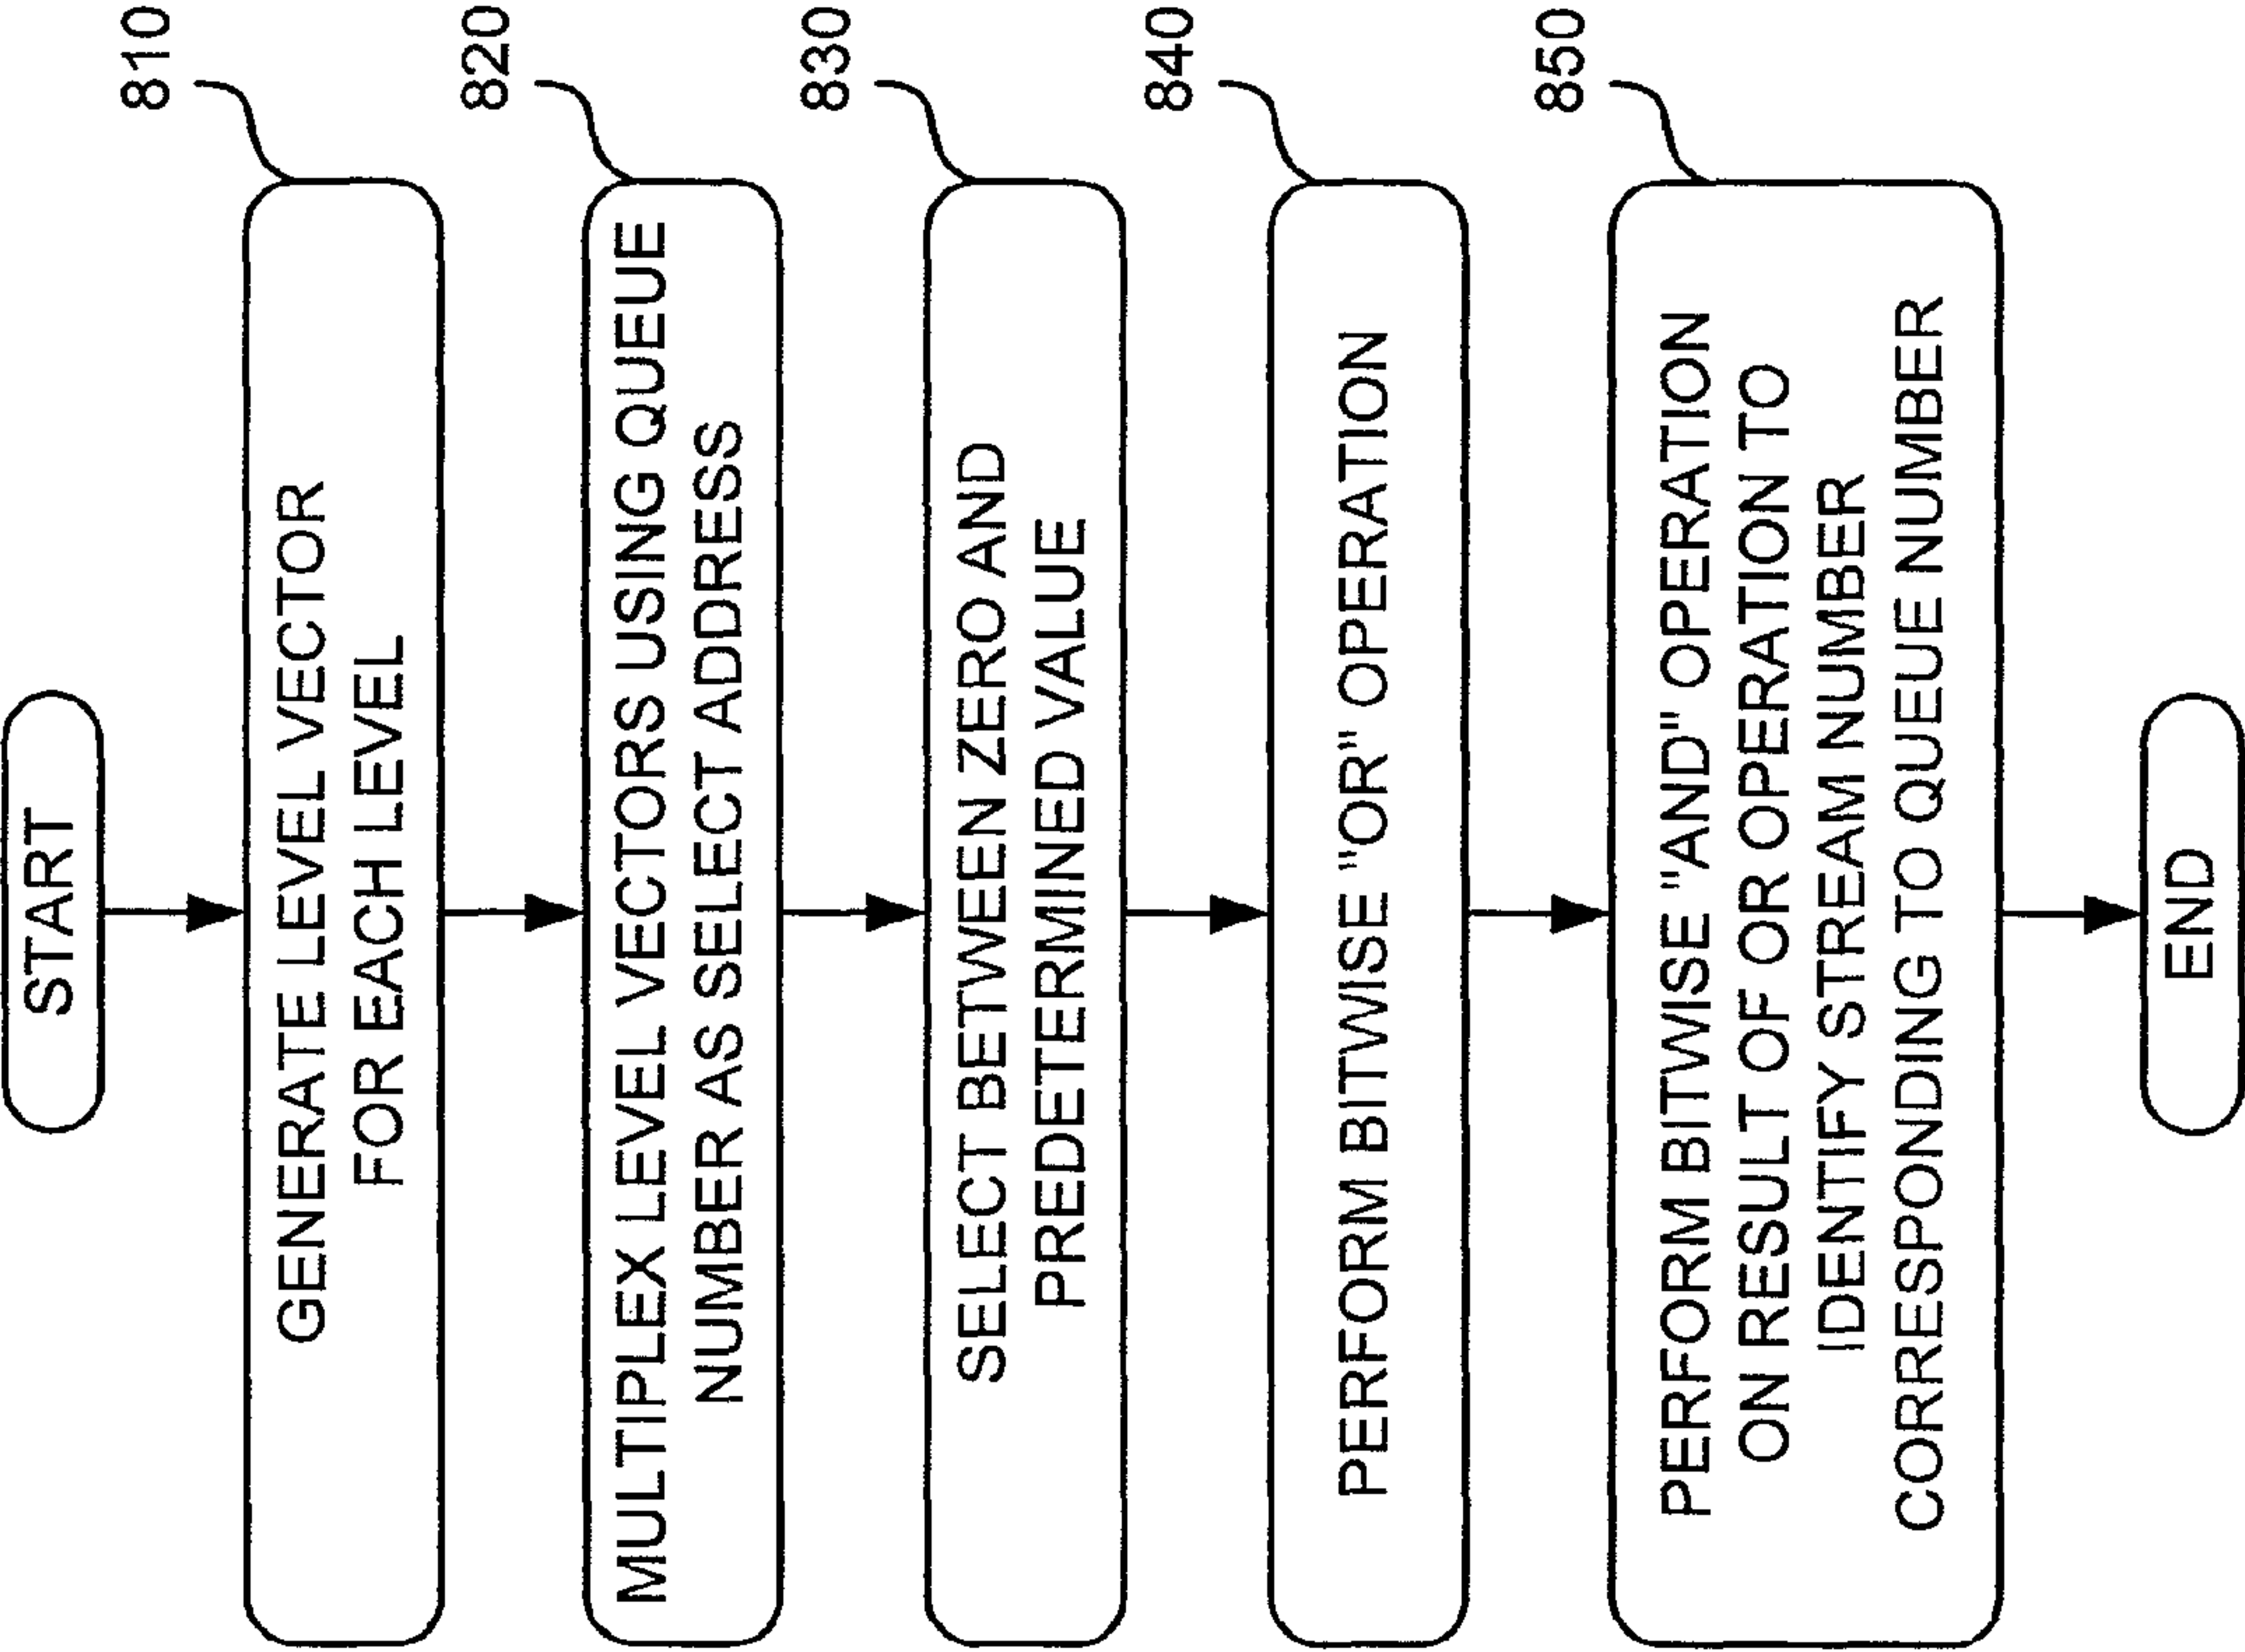 START
810
GENERATE LEVEL VECTOR
FOR EACH LEVEL
820
MULTIPLEX LEVEL VECTORS USING QUEUE
NUMBER AS SELECT ADDRESS
830
SELECT BETWEEN ZERO AND
PREDETERMINED VALUE
840
PERFORM BITWISE "OR" OPERATION
850
PERFORM BITWISE "AND" OPERATION
ON RESULT OF OR OPERATION TO
IDENTIFY STREAM NUMBER
CORRESPONDING TO QUEUE NUMBER
END